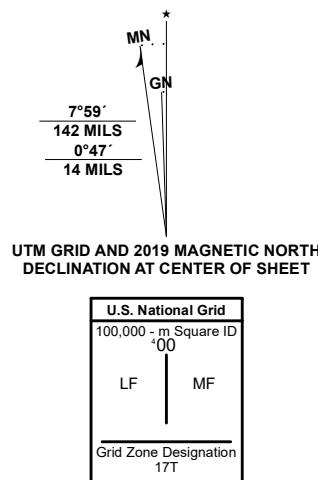 ★
MN
GN
7°59´
142 MILS
0°47´
14 MILS
UTM GRID AND 2019 MAGNETIC NORTH
DECLINATION AT CENTER OF SHEET
U.S. National Grid
100,000 - m Square ID
⁴00
LF MF
Grid Zone Designation
17T